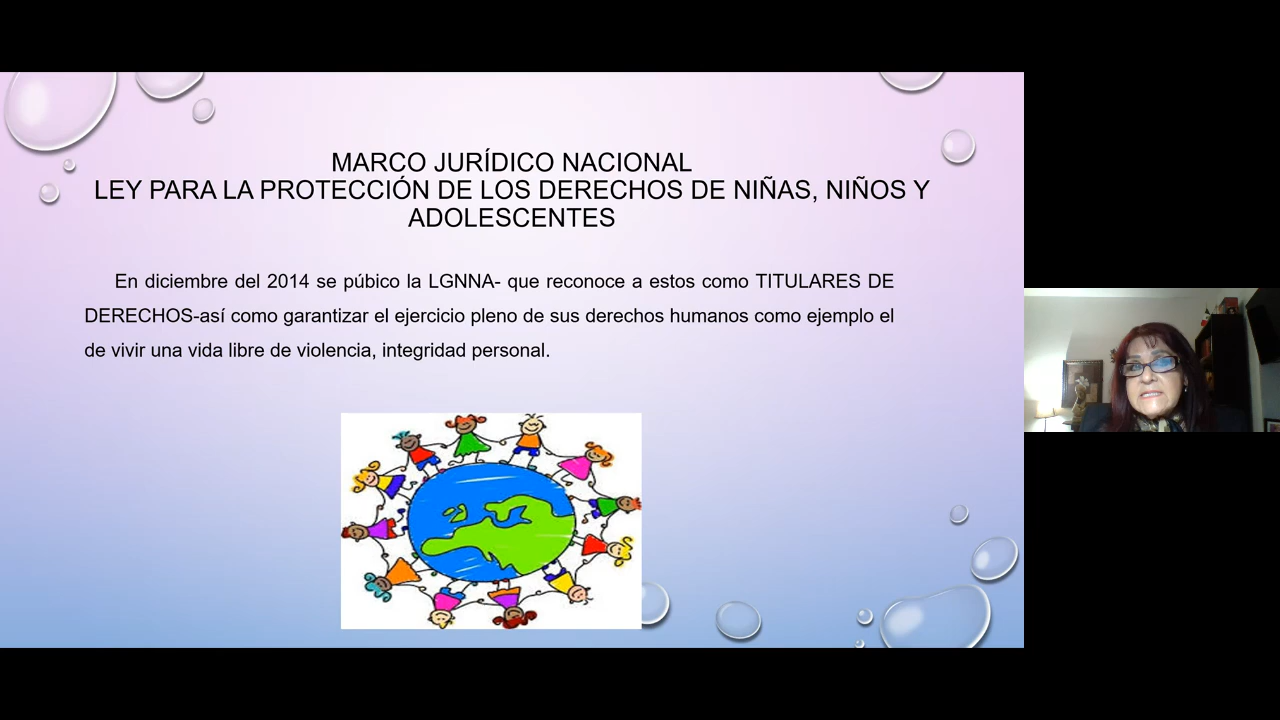 MARCO JURÍDICO NACIONAL
LEY PARA LA PROTECCIÓN DE LOS DERECHOS DE NIÑAS, NIÑOS Y
ADOLESCENTES
En diciembre del 2014 se púbico la LGNNA- que reconoce a estos como TITULARES DE
DERECHOS-así como garantizar el ejercicio pleno de sus derechos humanos como ejemplo el
de vivir una vida libre de violencia, integridad personal.